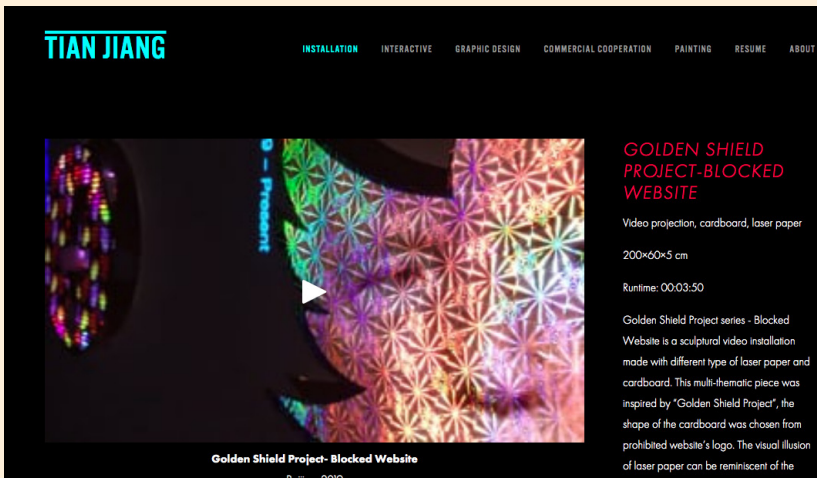 TIAN JIANG
INSTALLATION INTERACTIVE GRAPHIC DESIGN COMMERCIAL COOPERATION PAINTING RESUME ABOUT
9 – Present
Golden Shield Project- Blocked Website
GOLDEN SHIELD
PROJECT-BLOCKED
WEBSITE
Video projection, cardboard, laser paper
200×60×5 cm
Runtime: 00:03:50
Golden Shield Project series - Blocked
Website is a sculptural video installation
made with different type of laser paper and
cardboard. This multi-thematic piece was
inspired by "Golden Shield Project", the
shape of the cardboard was chosen from
prohibited website's logo. The visual illusion
of laser paper can be reminiscent of the